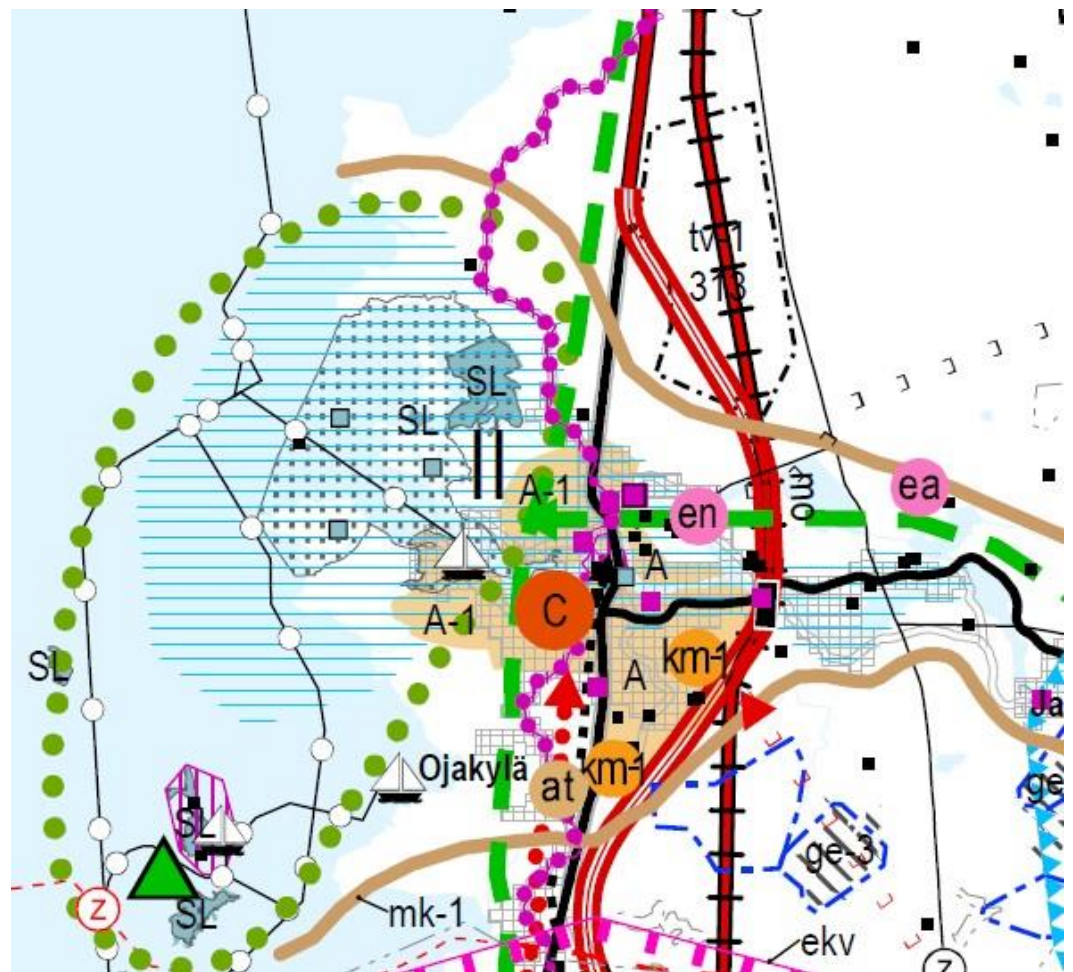 tv-1
313
SL
SL
A-1
ea
en
mo
A
C
A-1
SL
km-1
A
Ja
Ojakylä
km-1
at
ge
SL
ge-3
SL
z
mk-1
ekv
z